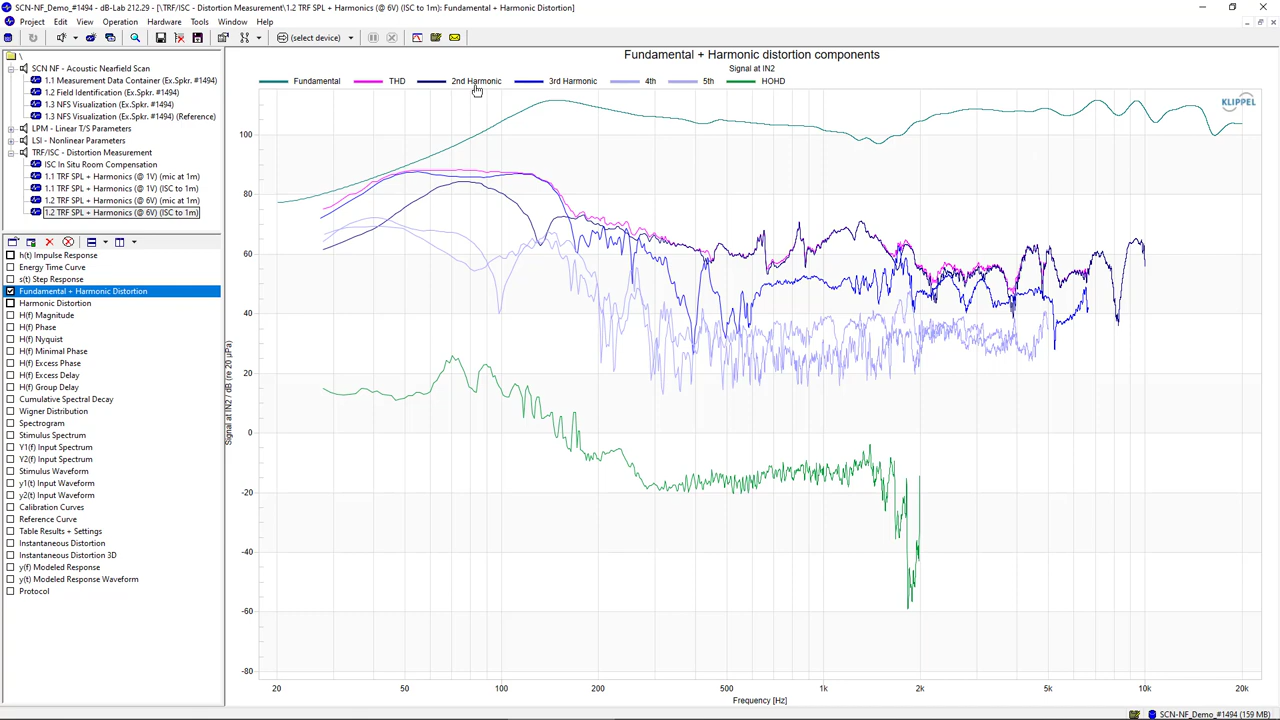 SCN-NF_Demo_#1494 - dB-Lab 212.29 - [\TRF/ISC - Distortion Measurement\1.2 TRF SPL + Harmonics (@ 6V) (ISC to 1m): Fundamental + Harmonic Distortion]
Project Edit View Operation Hardware Tools Window Help
(select device)
\
SCN NF - Acoustic Nearfield Scan
1.1 Measurement Data Container (Ex.Spkr. #1494)
1.2 Field Identification (Ex.Spkr. #1494)
1.3 NFS Visualization (Ex.Spkr. #1494)
1.3 NFS Visualization (Ex.Spkr. #1494) (Reference)
LPM - Linear T/S Parameters
LSI - Nonlinear Parameters
TRF/ISC - Distortion Measurement
ISC In Situ Room Compensation
1.1 TRF SPL + Harmonics (@ 1V) (mic at 1m)
1.1 TRF SPL + Harmonics (@ 1V) (ISC to 1m)
1.2 TRF SPL + Harmonics (@ 6V) (mic at 1m)
1.2 TRF SPL + Harmonics (@ 6V) (ISC to 1m)
h(t) Impulse Response
Energy Time Curve
s(t) Step Response
Fundamental + Harmonic Distortion
Harmonic Distortion
H(f) Magnitude
H(f) Phase
H(f) Nyquist
H(f) Minimal Phase
H(f) Excess Phase
H(f) Excess Delay
H(f) Group Delay
Cumulative Spectral Decay
Wigner Distribution
Spectrogram
Stimulus Spectrum
Y1(f) Input Spectrum
Y2(f) Input Spectrum
Stimulus Waveform
y1(t) Input Waveform
y2(t) Input Waveform
Calibration Curves
Reference Curve
Table Results + Settings
Instantaneous Distortion
Instantaneous Distortion 3D
y(f) Modeled Response
y(t) Modeled Response Waveform
Protocol
Fundamental + Harmonic distortion components
Signal at IN2
Fundamental THD 2nd Harmonic 3rd Harmonic 4th 5th HOHD
KLIPPEL
100
80
60
40
20
0
-20
-40
-60
-80
Signal at IN2 / dB (re 20 µPa)
20 50 100 200 500 1k 2k 5k 10k 20k
Frequency [Hz]
SCN-NF_Demo_#1494 (159 MB)